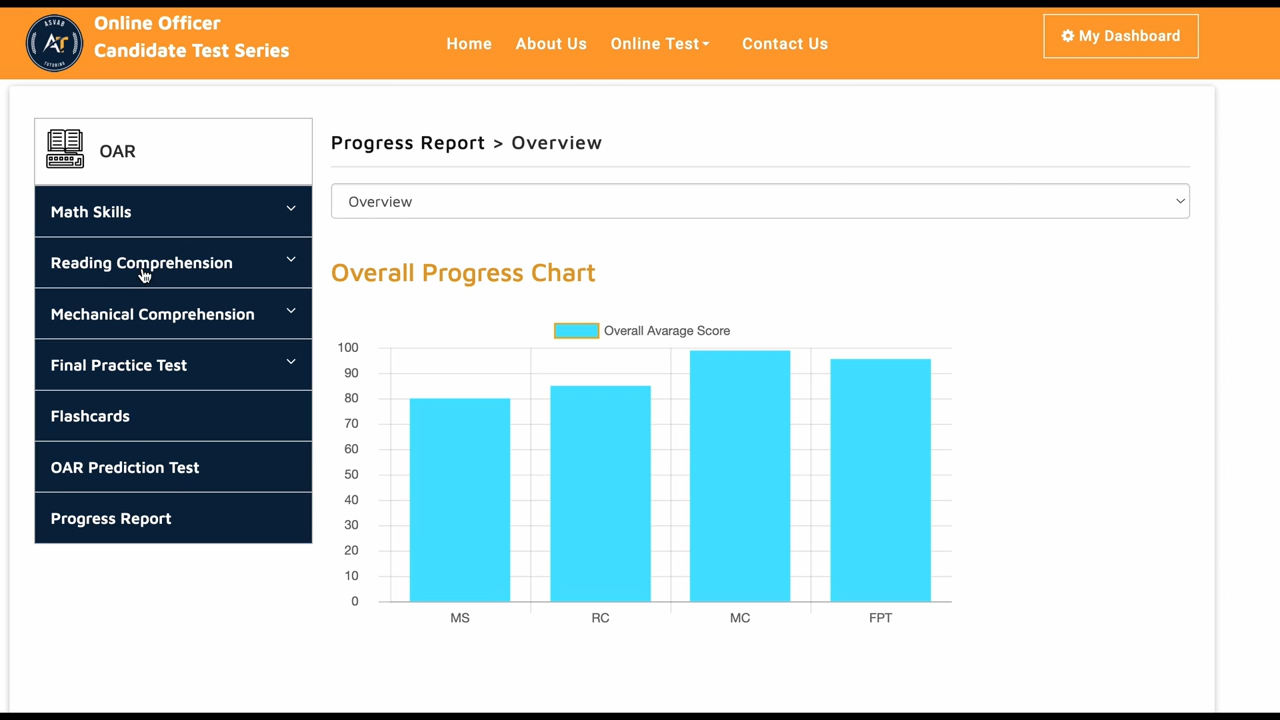 ASVAB
AT
TUTORING
Online Officer
Candidate Test Series
Home
About Us
Online Test
Contact Us
My Dashboard
OAR
Math Skills
Reading Comprehension
Mechanical Comprehension
Final Practice Test
Flashcards
OAR Prediction Test
Progress Report
Progress Report > Overview
Overview
Overall Progress Chart
Overall Avarage Score
100
90
80
70
60
50
40
30
20
10
0
MS
RC
MC
FPT